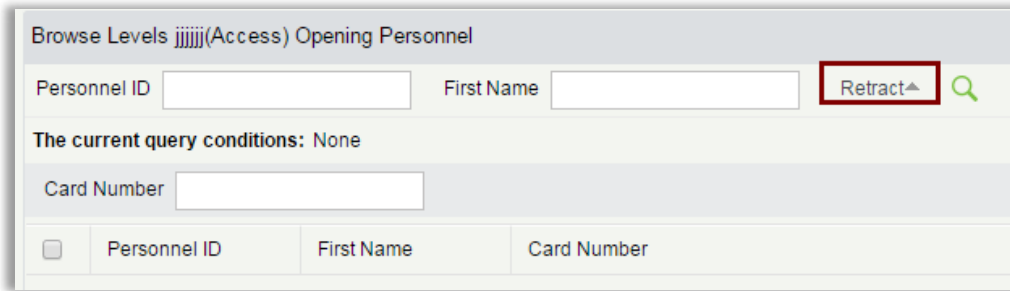 Browse Levels jjjjjj(Access) Opening Personnel
Personnel ID First Name Retract
The current query conditions: None
Card Number
Personnel ID First Name Card Number